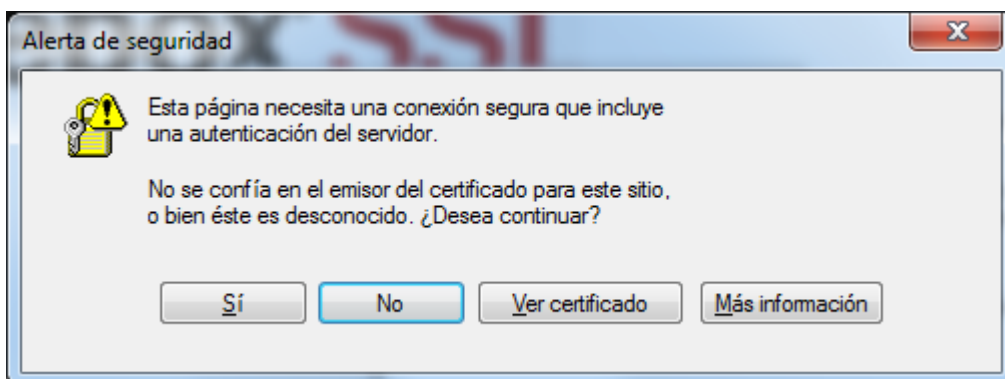 Alerta de seguridad
SSL
Esta página necesita una conexión segura que incluye
una autenticación del servidor.
No se confía en el emisor del certificado para este sitio,
o bien éste es desconocido. ¿Desea continuar?
Sí
No
Ver certificado
Más información